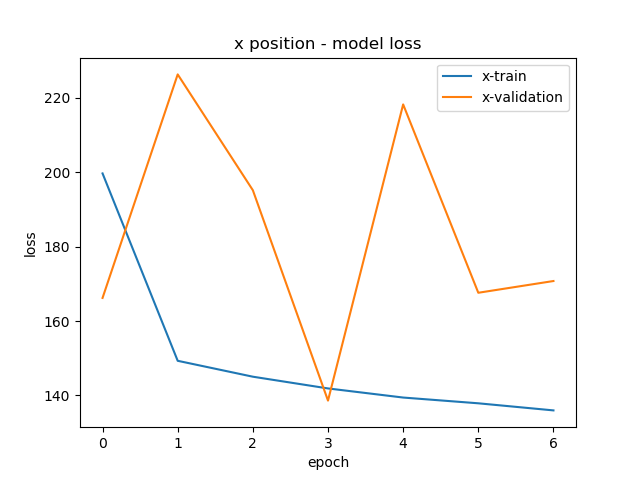 x position - model loss
x-train
x-validation
loss
220
200
180
160
140
0 1 2 3 4 5 6
epoch